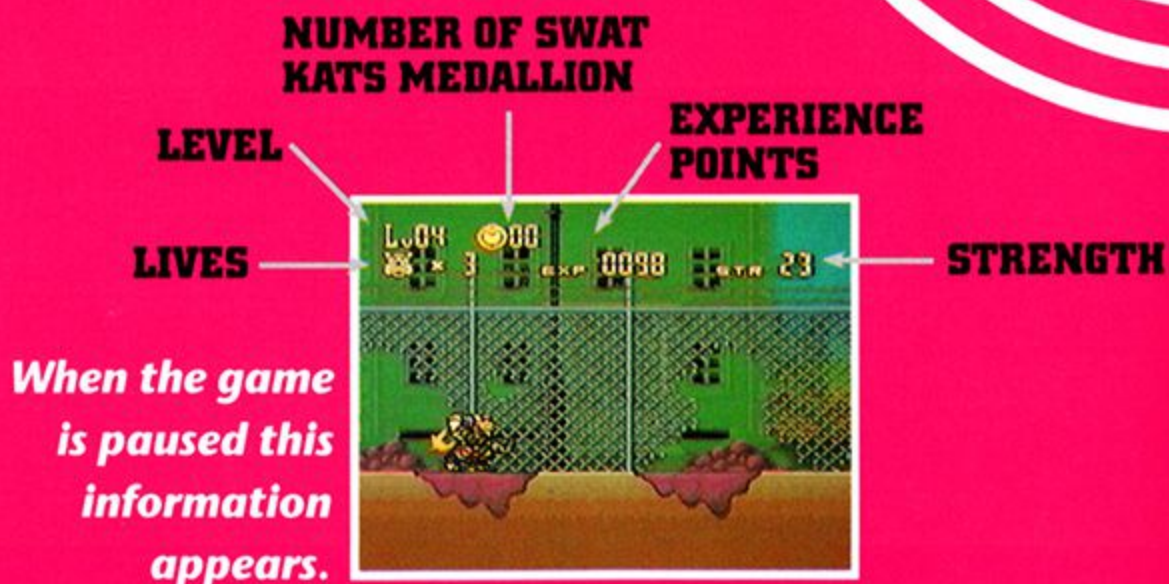 NUMBER OF SWAT
KATS MEDALLION
LEVEL
EXPERIENCE
POINTS
LIVES
STRENGTH
Lv04 00
x 3 EXP 0098 STR 23
When the game
is paused this
information
appears.